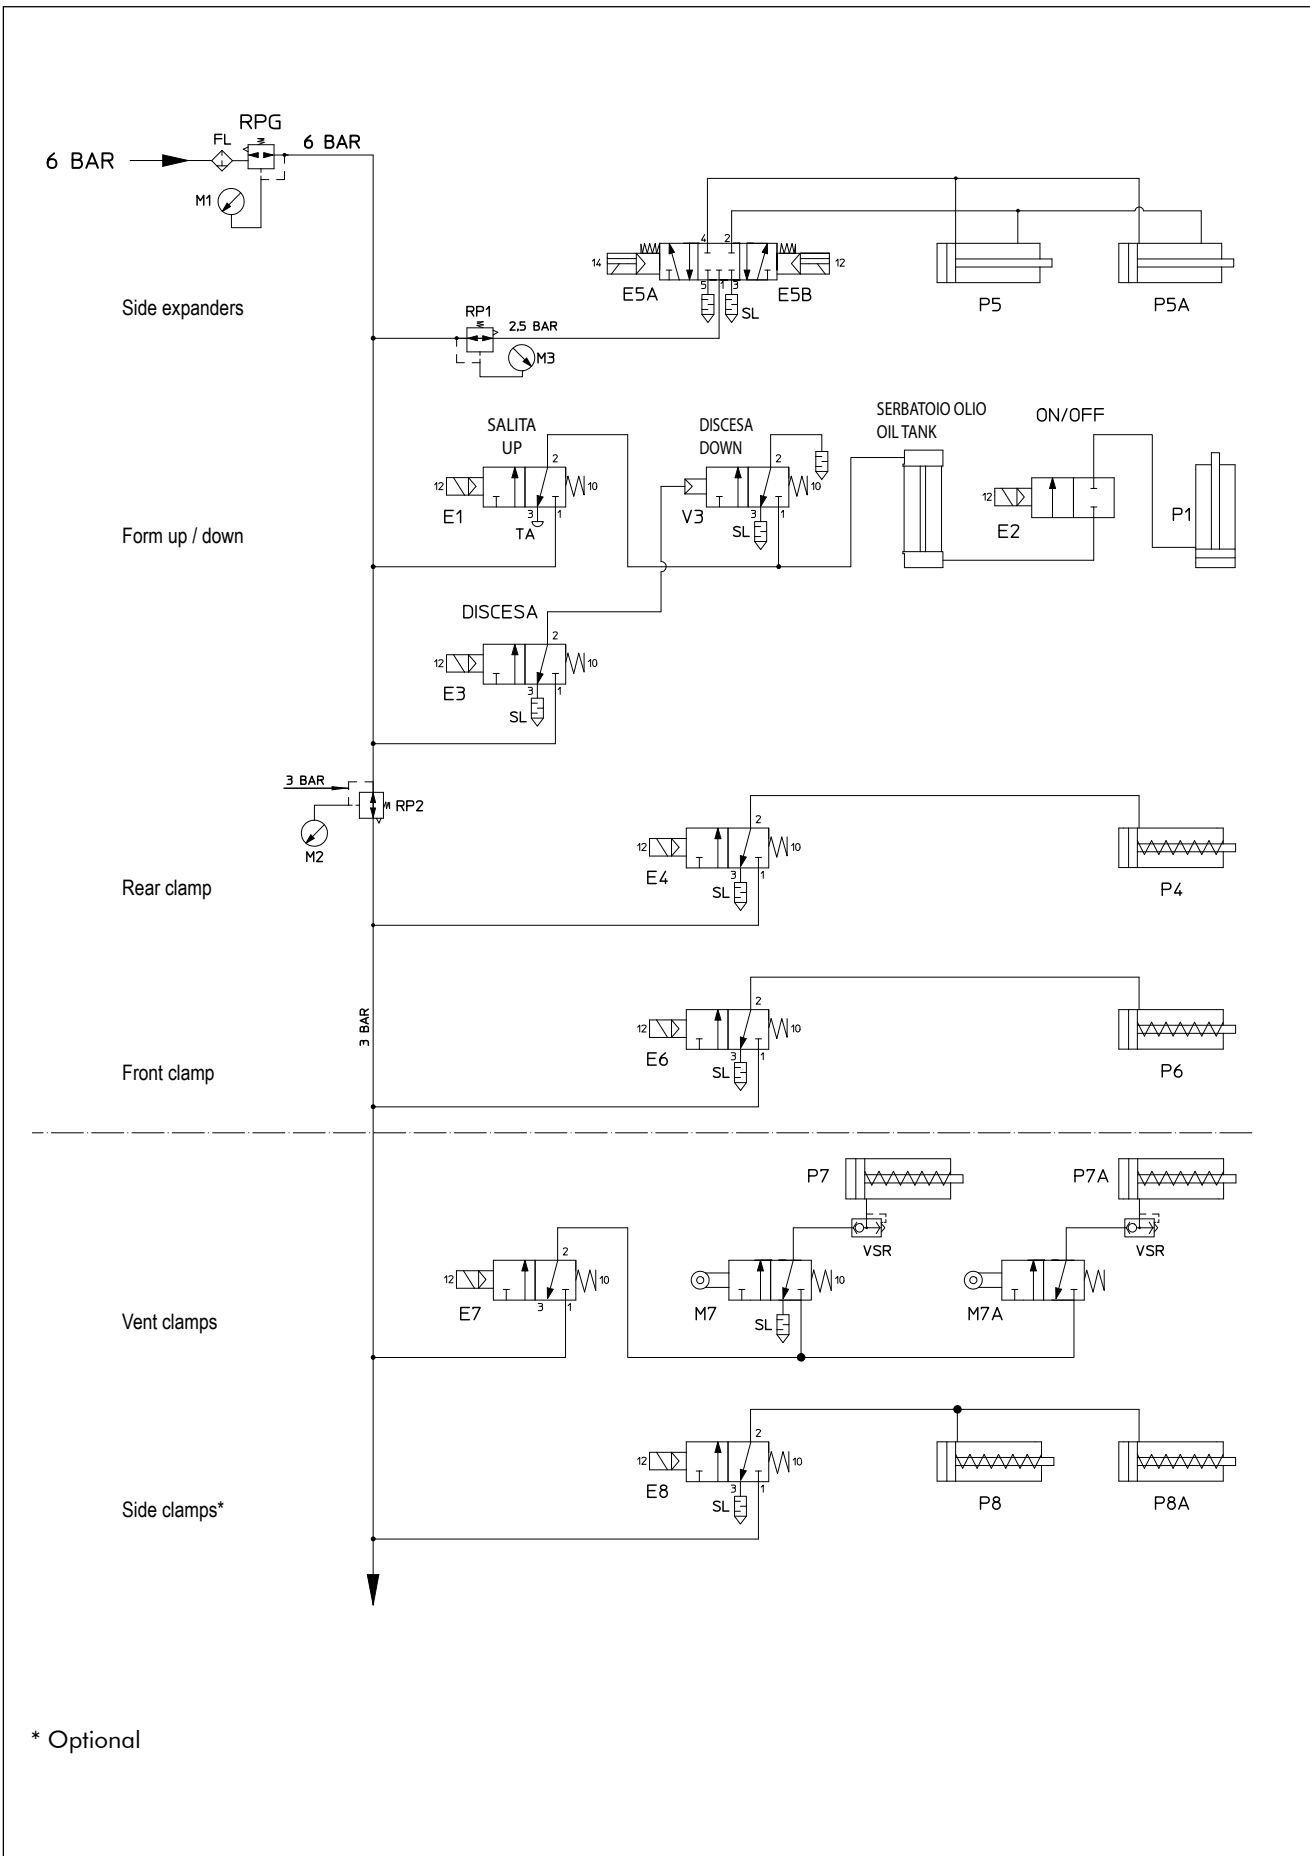 RPG
FL
6 BAR
6 BAR
M1
4 2
14
12
5 1 3
E5A
E5B
SL
P5
P5A
Side expanders
RP1
2,5 BAR
M3
SALITA
UP
DISCESA
DOWN
SERBATOIO OLIO
OIL TANK
ON/OFF
2
12
10
3 1
E1
TA
2
10
3 1
V3
SL
12
E2
P1
Form up / down
DISCESA
2
12
10
3 1
E3
SL
3 BAR
RP2
M2
2
12
10
3 1
E4
SL
P4
Rear clamp
3 BAR
2
12
10
3 1
E6
SL
P6
Front clamp
P7
P7A
VSR
VSR
2
12
10
3 1
E7
10
M7
SL
M7A
Vent clamps
2
12
10
3 1
E8
SL
P8
P8A
Side clamps*
* Optional